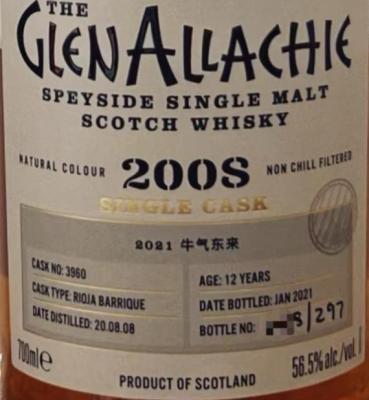 THE
GLENALLACHIE
SPEYSIDE SINGLE MALT
SCOTCH WHISKY
NATURAL COLOUR 2008 NON CHILL FILTERED
SINGLE CASK
2021 牛气东来
CASK NO: 3960
CASK TYPE: RIOJA BARRIQUE
DATE DISTILLED: 20.08.08
AGE: 12 YEARS
DATE BOTTLED: JAN 2021
BOTTLE NO: 8/297
700ml e
56.5% alc./vol
PRODUCT OF SCOTLAND